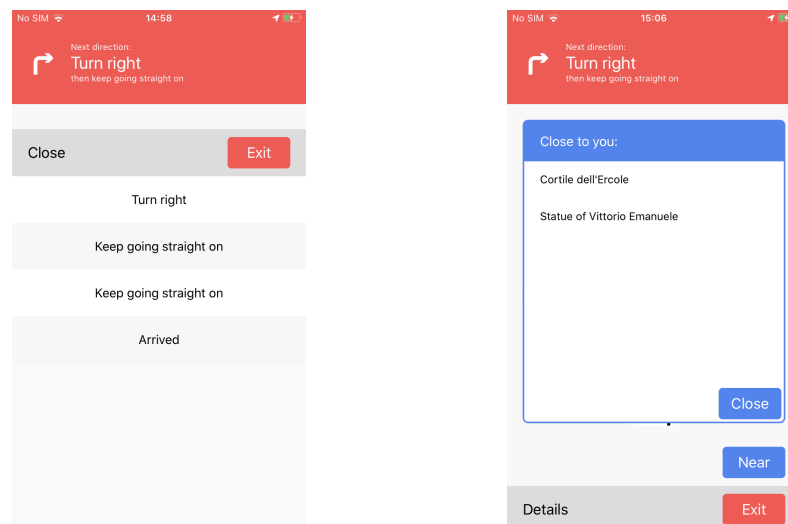 No SIM 14:58
Next direction:
Turn right
then keep going straight on
Close Exit
Turn right
Keep going straight on
Keep going straight on
Arrived
No SIM 15:06
Next direction:
Turn right
then keep going straight on
Close to you:
Cortile dell'Ercole
Statue of Vittorio Emanuele
Close
Near
Details Exit